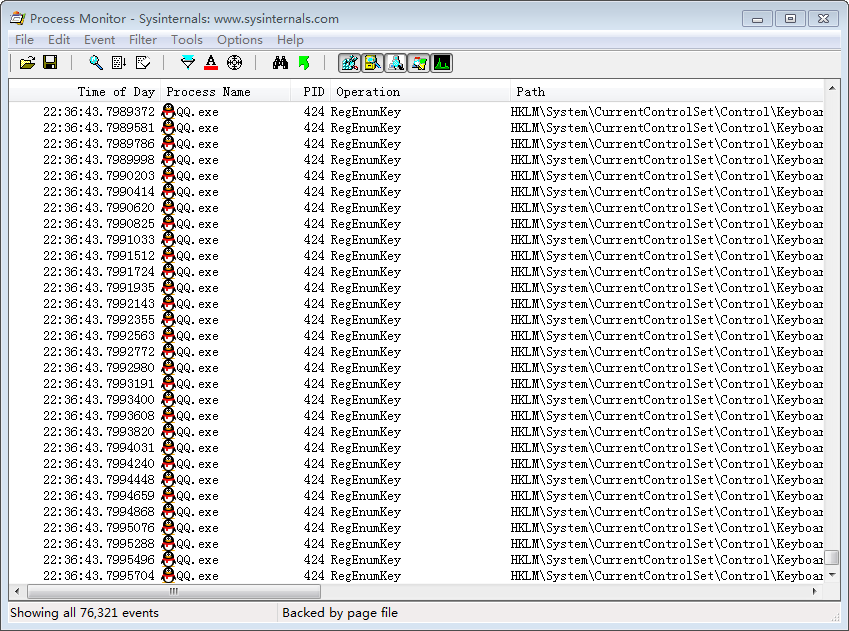 Process Monitor - Sysinternals: www.sysinternals.com
File Edit Event Filter Tools Options Help
Time of Day Process Name PID Operation Path
22:36:43.7989372 QQ.exe 424 RegEnumKey HKLM\System\CurrentControlSet\Control\Keyboar
22:36:43.7989581 QQ.exe 424 RegEnumKey HKLM\System\CurrentControlSet\Control\Keyboar
22:36:43.7989786 QQ.exe 424 RegEnumKey HKLM\System\CurrentControlSet\Control\Keyboar
22:36:43.7989998 QQ.exe 424 RegEnumKey HKLM\System\CurrentControlSet\Control\Keyboar
22:36:43.7990203 QQ.exe 424 RegEnumKey HKLM\System\CurrentControlSet\Control\Keyboar
22:36:43.7990414 QQ.exe 424 RegEnumKey HKLM\System\CurrentControlSet\Control\Keyboar
22:36:43.7990620 QQ.exe 424 RegEnumKey HKLM\System\CurrentControlSet\Control\Keyboar
22:36:43.7990825 QQ.exe 424 RegEnumKey HKLM\System\CurrentControlSet\Control\Keyboar
22:36:43.7991033 QQ.exe 424 RegEnumKey HKLM\System\CurrentControlSet\Control\Keyboar
22:36:43.7991512 QQ.exe 424 RegEnumKey HKLM\System\CurrentControlSet\Control\Keyboar
22:36:43.7991724 QQ.exe 424 RegEnumKey HKLM\System\CurrentControlSet\Control\Keyboar
22:36:43.7991935 QQ.exe 424 RegEnumKey HKLM\System\CurrentControlSet\Control\Keyboar
22:36:43.7992143 QQ.exe 424 RegEnumKey HKLM\System\CurrentControlSet\Control\Keyboar
22:36:43.7992355 QQ.exe 424 RegEnumKey HKLM\System\CurrentControlSet\Control\Keyboar
22:36:43.7992563 QQ.exe 424 RegEnumKey HKLM\System\CurrentControlSet\Control\Keyboar
22:36:43.7992772 QQ.exe 424 RegEnumKey HKLM\System\CurrentControlSet\Control\Keyboar
22:36:43.7992980 QQ.exe 424 RegEnumKey HKLM\System\CurrentControlSet\Control\Keyboar
22:36:43.7993191 QQ.exe 424 RegEnumKey HKLM\System\CurrentControlSet\Control\Keyboar
22:36:43.7993400 QQ.exe 424 RegEnumKey HKLM\System\CurrentControlSet\Control\Keyboar
22:36:43.7993608 QQ.exe 424 RegEnumKey HKLM\System\CurrentControlSet\Control\Keyboar
22:36:43.7993820 QQ.exe 424 RegEnumKey HKLM\System\CurrentControlSet\Control\Keyboar
22:36:43.7994031 QQ.exe 424 RegEnumKey HKLM\System\CurrentControlSet\Control\Keyboar
22:36:43.7994240 QQ.exe 424 RegEnumKey HKLM\System\CurrentControlSet\Control\Keyboar
22:36:43.7994448 QQ.exe 424 RegEnumKey HKLM\System\CurrentControlSet\Control\Keyboar
22:36:43.7994659 QQ.exe 424 RegEnumKey HKLM\System\CurrentControlSet\Control\Keyboar
22:36:43.7994868 QQ.exe 424 RegEnumKey HKLM\System\CurrentControlSet\Control\Keyboar
22:36:43.7995076 QQ.exe 424 RegEnumKey HKLM\System\CurrentControlSet\Control\Keyboar
22:36:43.7995288 QQ.exe 424 RegEnumKey HKLM\System\CurrentControlSet\Control\Keyboar
22:36:43.7995496 QQ.exe 424 RegEnumKey HKLM\System\CurrentControlSet\Control\Keyboar
22:36:43.7995704 QQ.exe 424 RegEnumKey HKLM\System\CurrentControlSet\Control\Keyboar
Showing all 76,321 events Backed by page file